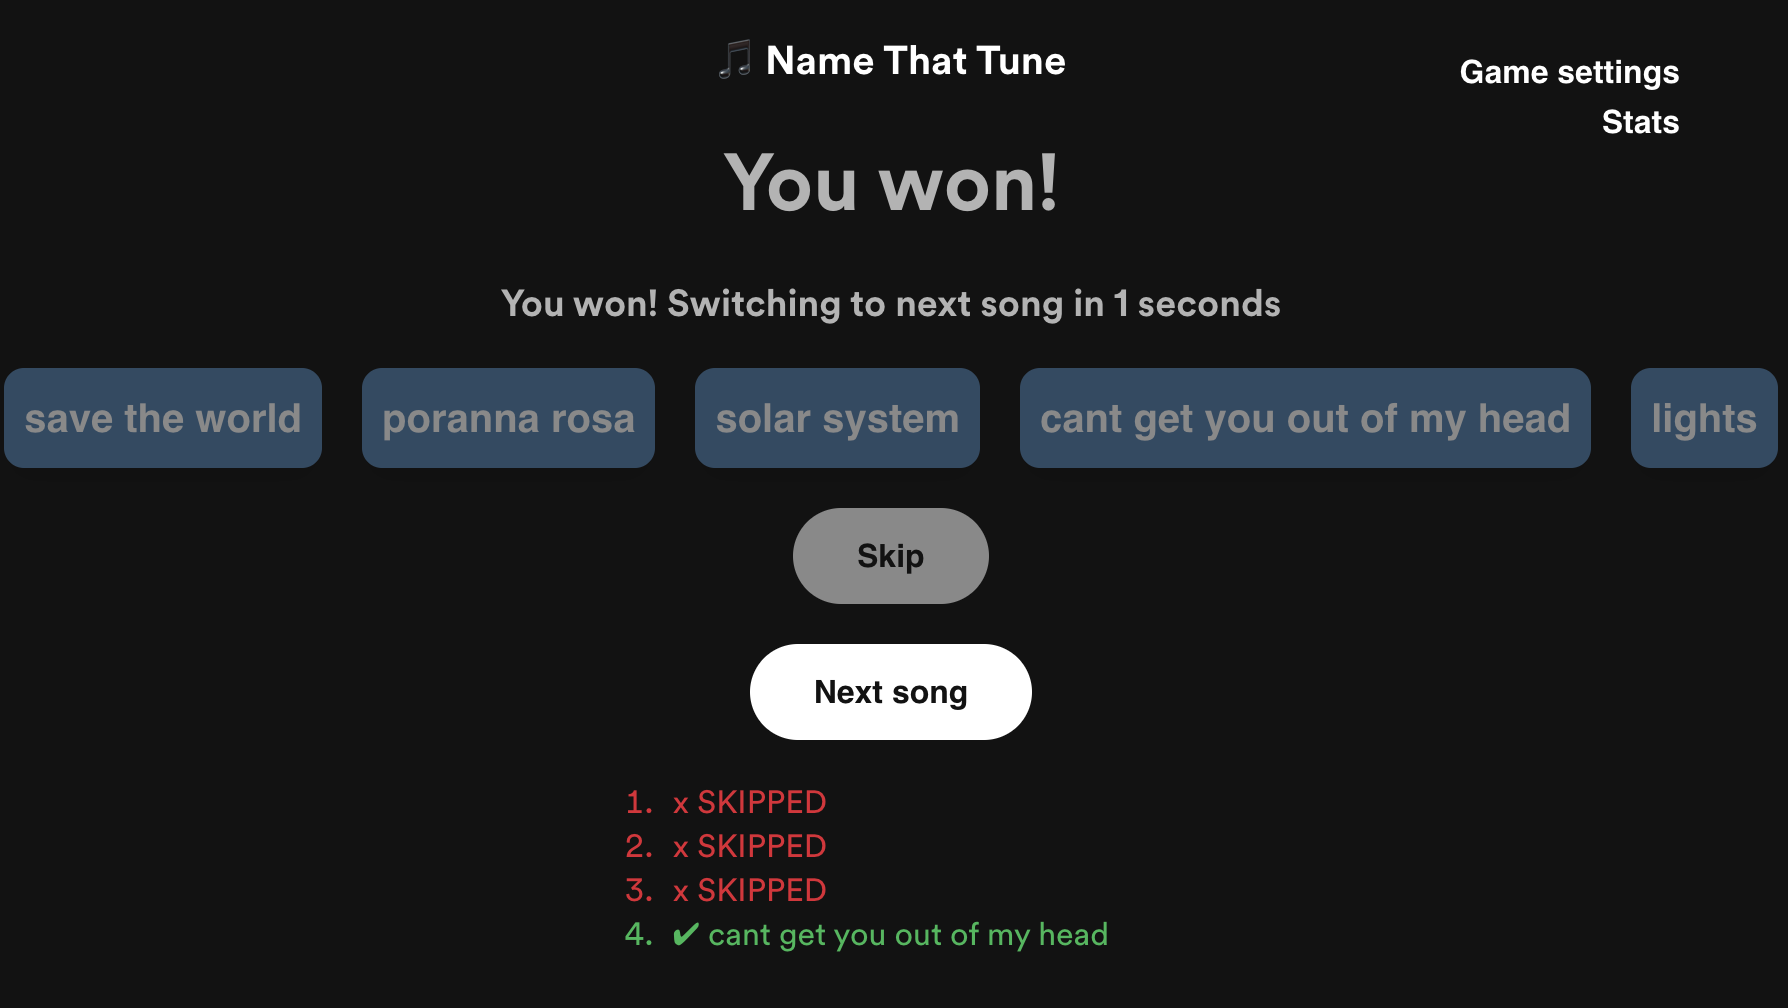 Name That Tune
Game settings
Stats
You won!
You won! Switching to next song in 1 seconds
save the world
poranna rosa
solar system
cant get you out of my head
lights
Skip
Next song
1. x SKIPPED
2. x SKIPPED
3. x SKIPPED
4. ✔ cant get you out of my head